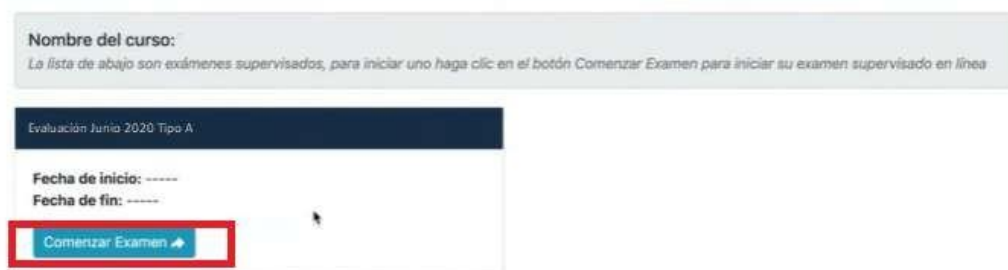 Nombre del curso:
La lista de abajo son exámenes supervisados, para iniciar uno haga clic en el botón Comenzar Examen para iniciar su examen supervisado en línea
Evaluación Junio 2020 Tipo A
Fecha de inicio: -----
Fecha de fin: -----
Comenzar Examen